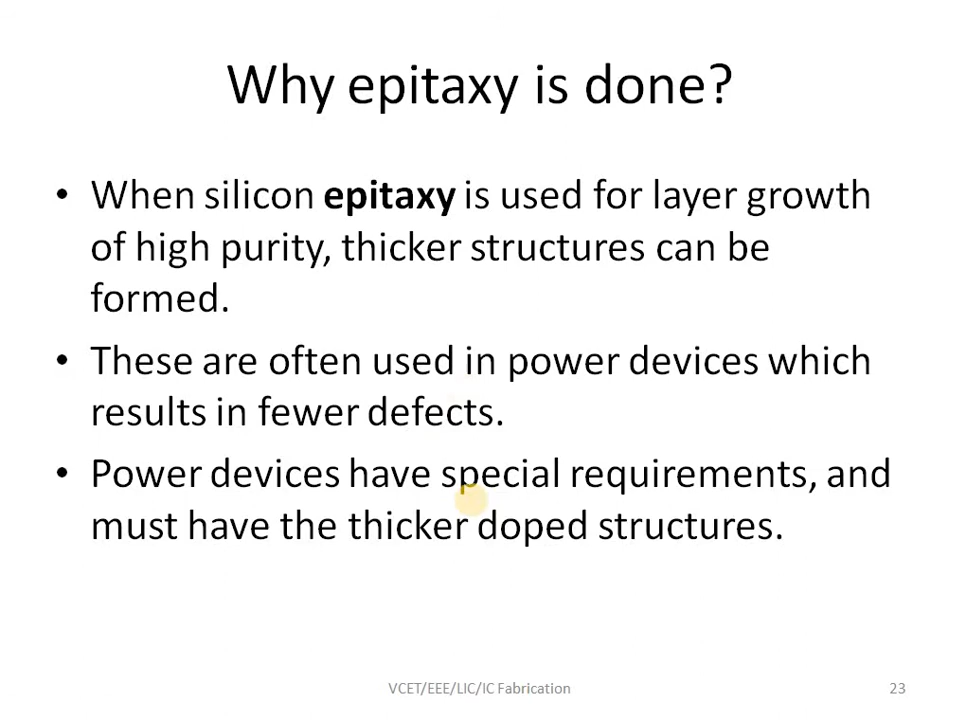 Why epitaxy is done?
• When silicon epitaxy is used for layer growth
of high purity, thicker structures can be
formed.
• These are often used in power devices which
results in fewer defects.
• Power devices have special requirements, and
must have the thicker doped structures.
VCET/EEE/LIC/IC Fabrication
23